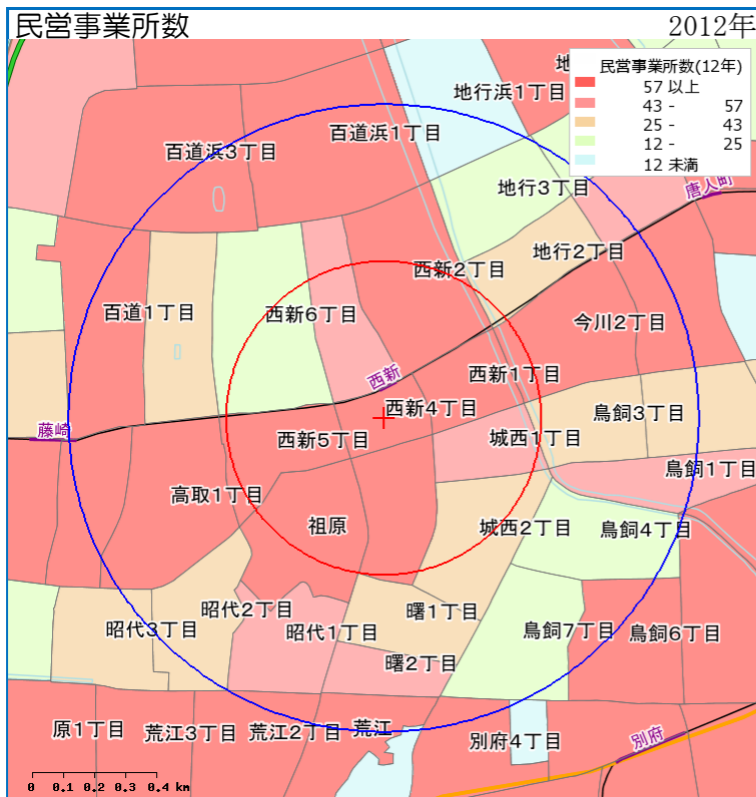 民営事業所数
2012年
民営事業所数(12年)
57 以上
43 - 57
25 - 43
12 - 25
12 未満
地
地行浜1丁目
百道浜1丁目
百道浜3丁目
地行3丁目
唐人町
地行2丁目
西新2丁目
百道1丁目
西新6丁目
今川2丁目
西新
西新1丁目
西新4丁目
鳥飼3丁目
藤崎
西新5丁目
城西1丁目
鳥飼1丁目
高取1丁目
祖原
城西2丁目
鳥飼4丁目
昭代2丁目
曙1丁目
昭代3丁目
昭代1丁目
鳥飼7丁目
鳥飼6丁目
曙2丁目
原1丁目
荒江3丁目
荒江2丁目
荒江
別府4丁目
別府
0 0.1 0.2 0.3 0.4 km